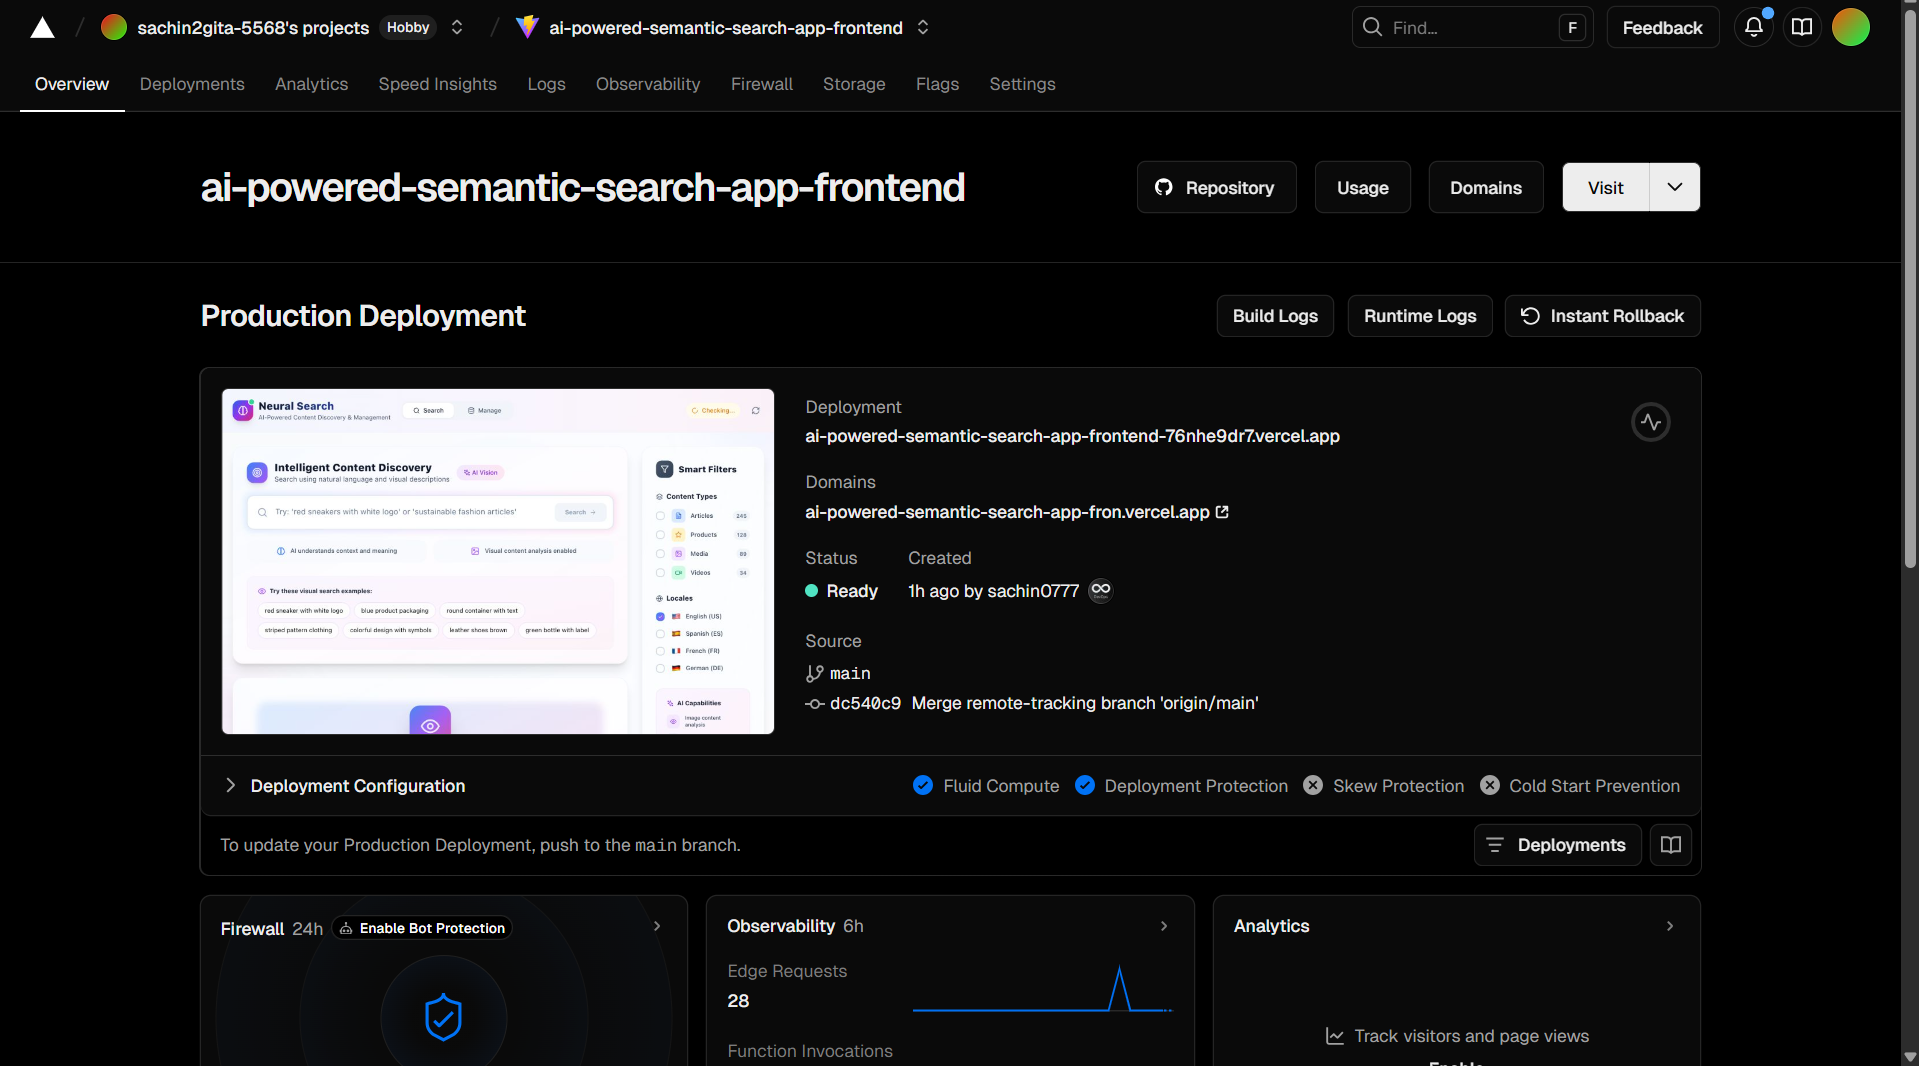 sachin2gita-5568's projects Hobby ai-powered-semantic-search-app-frontend Find... F Feedback
Overview Deployments Analytics Speed Insights Logs Observability Firewall Storage Flags Settings
ai-powered-semantic-search-app-frontend Repository Usage Domains Visit
Production Deployment Build Logs Runtime Logs Instant Rollback
Neural Search
AI-Powered Content Discovery & Management
Search Manage Checking...
Intelligent Content Discovery
Search using natural language and visual descriptions
AI Vision
Try: 'red sneakers with white logo' or 'sustainable fashion articles' Search →
AI understands context and meaning Visual content analysis enabled
Try these visual search examples:
red sneaker with white logo blue product packaging round container with text
striped pattern clothing colorful design with symbols leather shoes brown green bottle with label
Smart Filters
Content Types
Articles 245
Products 128
Media 89
Videos 34
Locales
English (US)
Spanish (ES)
French (FR)
German (DE)
AI Capabilities
Image content
analysis
Deployment
ai-powered-semantic-search-app-frontend-76nhe9dr7.vercel.app
Domains
ai-powered-semantic-search-app-fron.vercel.app
Status Created
Ready 1h ago by sachin0777
Source
main
dc540c9 Merge remote-tracking branch 'origin/main'
Deployment Configuration Fluid Compute Deployment Protection Skew Protection Cold Start Prevention
To update your Production Deployment, push to the main branch. Deployments
Firewall 24h Enable Bot Protection
Observability 6h
Edge Requests
28
Function Invocations
Analytics
Track visitors and page views
Enable